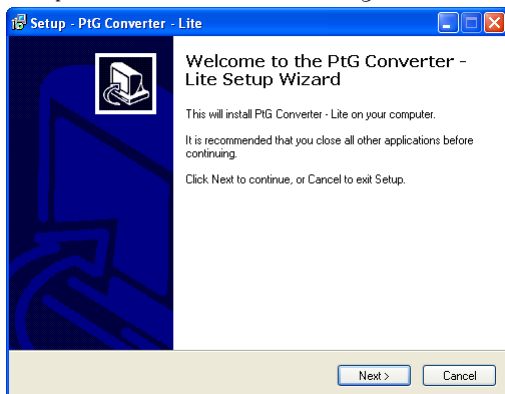 Setup - PtG Converter - Lite
Welcome to the PtG Converter -
Lite Setup Wizard
This will install PtG Converter - Lite on your computer.
It is recommended that you close all other applications before
continuing.
Click Next to continue, or Cancel to exit Setup.
Next >
Cancel